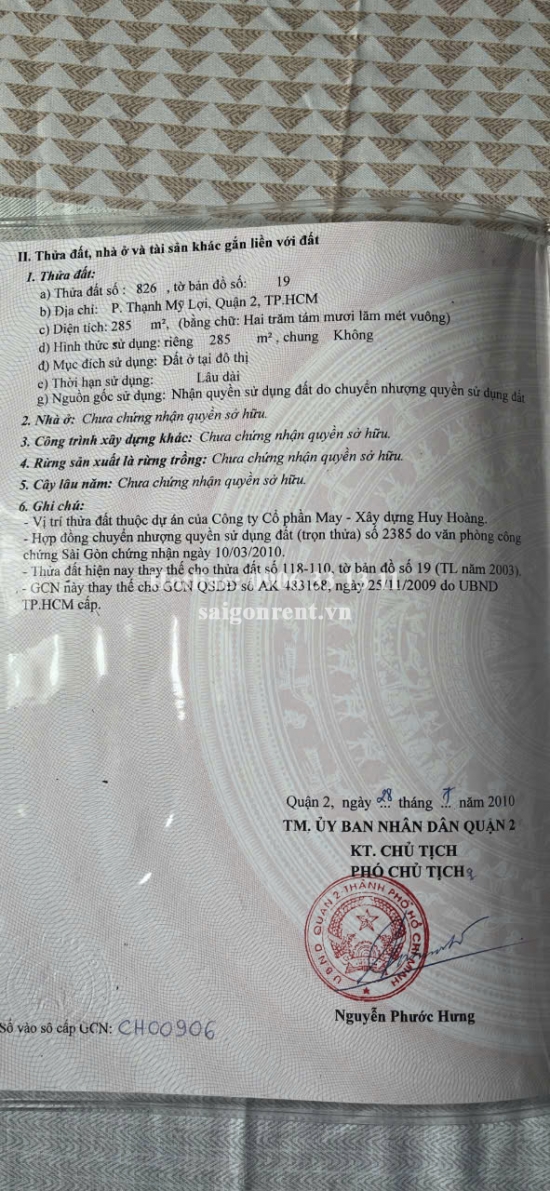 II. Thửa đất, nhà ở và tài sản khác gắn liền với đất
1. Thửa đất:
a) Thửa đất số : 826 , tờ bản đồ số: 19
b) Địa chỉ: P. Thạnh Mỹ Lợi, Quận 2, TP.HCM
c) Diện tích: 285 m², (bằng chữ: Hai trăm tám mươi lăm mét vuông)
d) Hình thức sử dụng: riêng 285 m², chung Không
đ) Mục đích sử dụng: Đất ở tại đô thị
e) Thời hạn sử dụng: Lâu dài
g) Nguồn gốc sử dụng: Nhận quyền sử dụng đất do chuyển nhượng quyền sử dụng đất
2. Nhà ở: Chưa chứng nhận quyền sở hữu.
3. Công trình xây dựng khác: Chưa chứng nhận quyền sở hữu.
4. Rừng sản xuất là rừng trồng: Chưa chứng nhận quyền sở hữu.
5. Cây lâu năm: Chưa chứng nhận quyền sở hữu.
6. Ghi chú:
- Vị trí thửa đất thuộc dự án của Công ty Cổ phần May - Xây dựng Huy Hoàng.
- Hợp đồng chuyển nhượng quyền sử dụng đất (trọn thửa) số 2385 do văn phòng công
chứng Sài Gòn chứng nhận ngày 10/03/2010.
- Thửa đất hiện nay thay thế cho thửa đất số 118-110, tờ bản đồ số 19 (TL năm 2003).
- GCN này thay thế cho GCN QSDĐ số AK 483168, ngày 25/11/2009 do UBND
TP.HCM cấp.
saigonrent.vn
Quận 2, ngày 28 tháng năm 2010
TM. ỦY BAN NHÂN DÂN QUẬN 2
KT. CHỦ TỊCH
PHÓ CHỦ TỊCH
U.B.N.D QUẬN 2 THÀNH PHỐ HỒ CHÍ MINH
Nguyễn Phước Hưng
Số vào sổ cấp GCN: CH00906